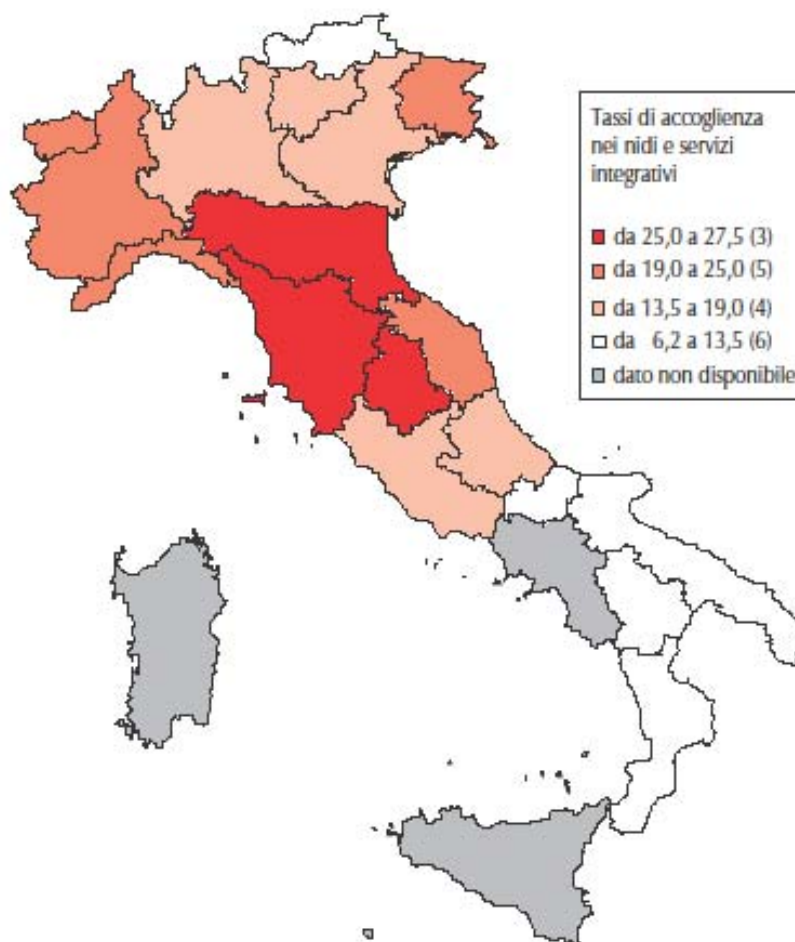 Tassi di accoglienza
nei nidi e servizi
integrativi
da 25,0 a 27,5 (3)
da 19,0 a 25,0 (5)
da 13,5 a 19,0 (4)
da 6,2 a 13,5 (6)
dato non disponibile